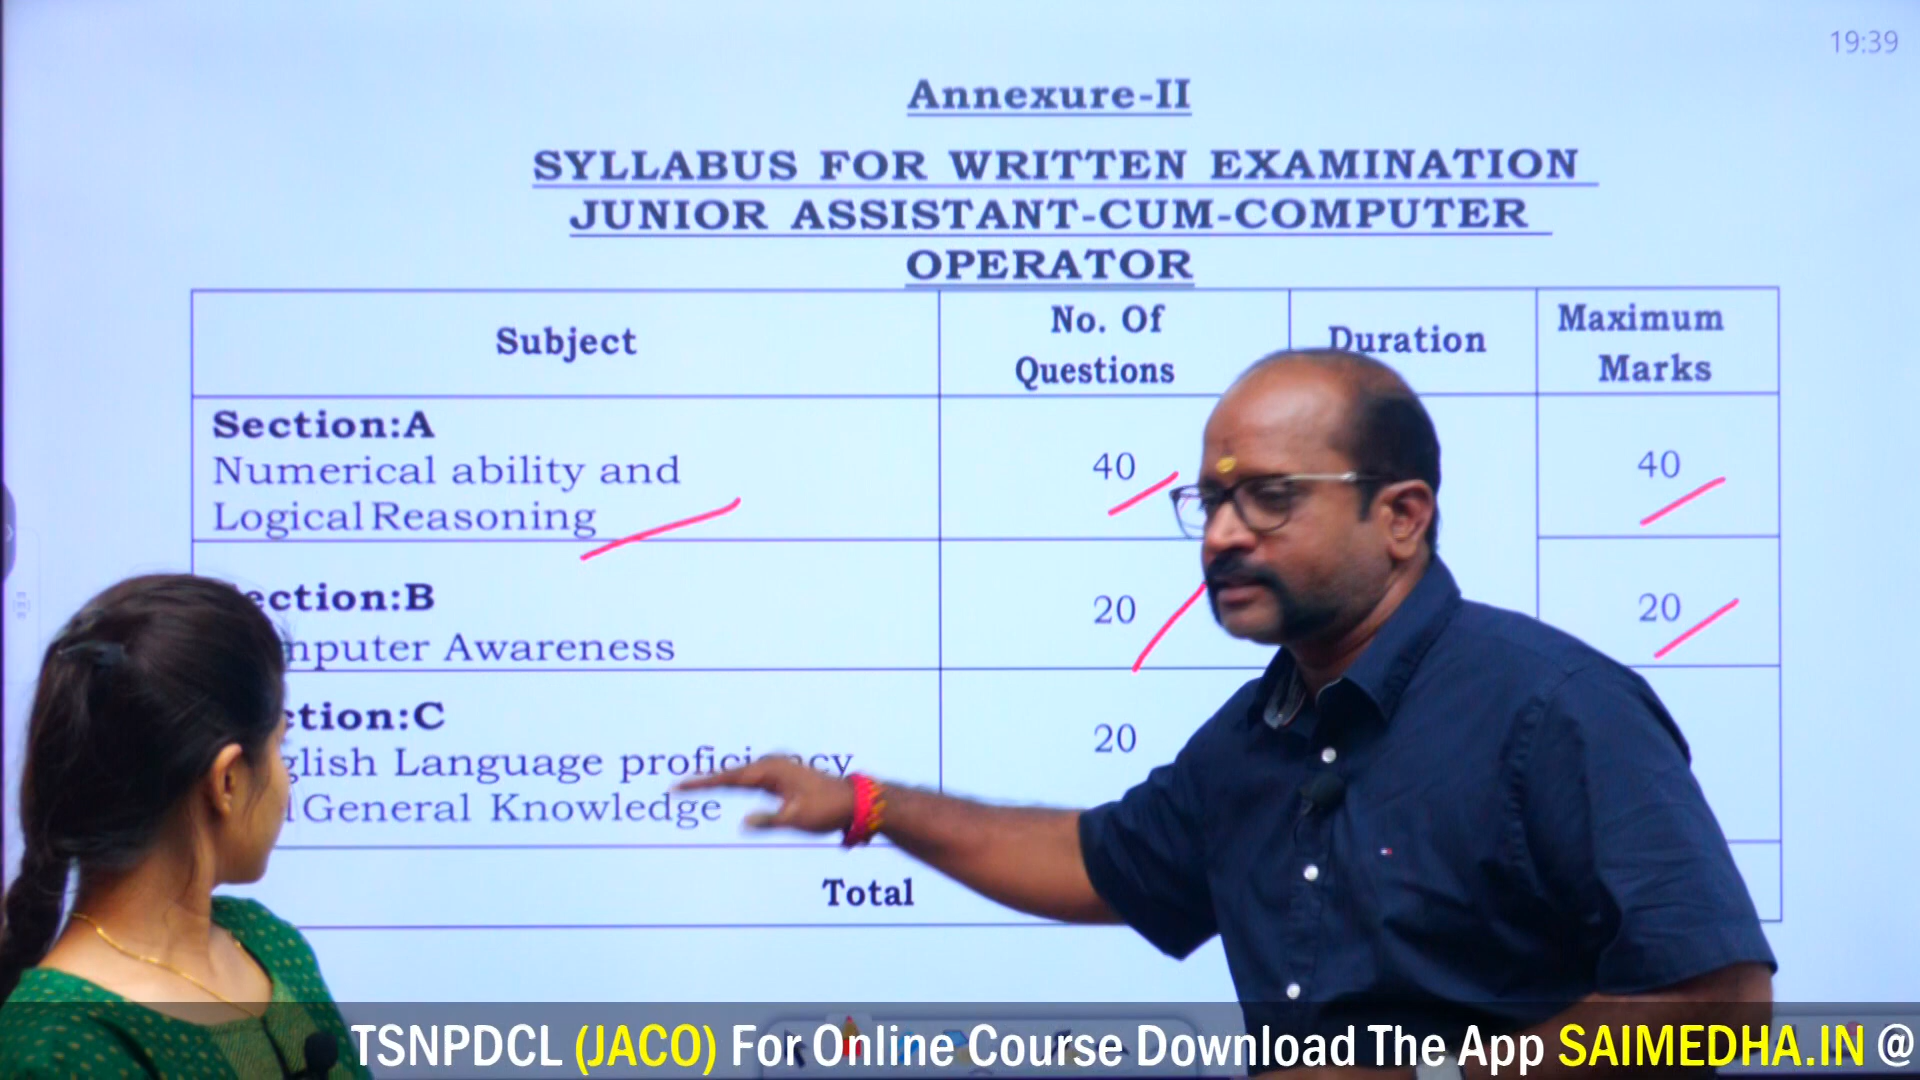 19:39
Annexure-II
SYLLABUS FOR WRITTEN EXAMINATION
JUNIOR ASSISTANT-CUM-COMPUTER
OPERATOR
Subject
No. Of
Questions
Duration
Maximum
Marks
Section:A
Numerical ability and
Logical Reasoning
40
40
ection:B
mputer Awareness
20
20
ction:C
glish Language proficiency
General Knowledge
20
Total
TSNPDCL (JACO) For Online Course Download The App SAIMEDHA.IN @